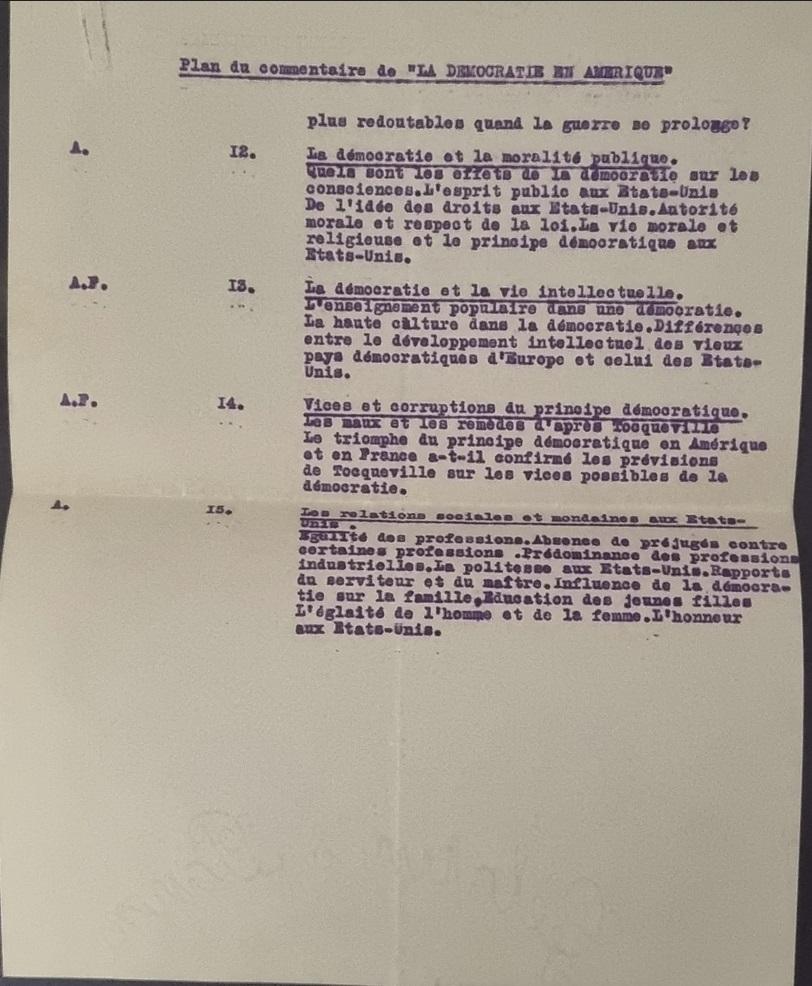 Plan du commentaire de "LA DEMOCRATIE EN AMERIQUE"
plus redoutables quand la guerre se prolonge?
A. I2. La démocratie et la moralité publique.
Quels sont les effets de la démocratie sur les
consciences.L'esprit public aux Etats-Unis
De l'idée des droits aux Etats-Unis.Autorité
morale et respect de la loi.La vie morale et
religieuse et le principe démocratique aux
Etats-Unis.
A.F. I3. La démocratie et la vie intellectuelle.
L'enseignement populaire dans une démocratie.
La haute culture dans la démocratie.Différences
entre le développement intellectuel des vieux
pays démocratiques d'Europe et celui des Etats-
Unis.
A.F. I4. Vices et corruptions du principe démocratique.
Les maux et les remèdes d'après Tocqueville
Le triomphe du principe démocratique en Amérique
et en France a-t-il confirmé les prévisions
de Tocqueville sur les vices possibles de la
démocratie.
A. I5. Les relations sociales et mondaines aux Etats-
Unis .
Egalité des professions.Absence de préjugés contre
certaines professions .Prédominance des professions
industrielles.La politesse aux Etats-Unis.Rapports
du serviteur et du maître.Influence de la démocra-
tie sur la famille,Education des jeunes filles
L'églaité de l'homme et de la femme.L'honneur
aux Etats-Unis.